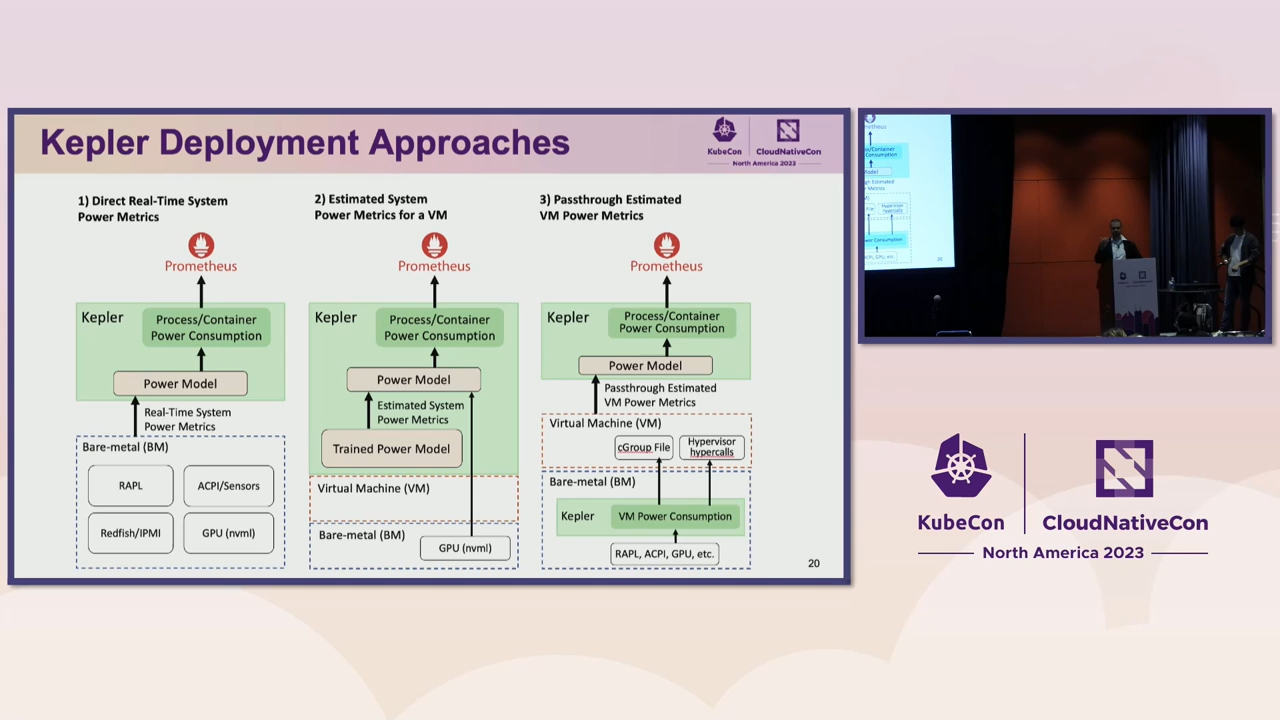 Kepler Deployment Approaches
KubeCon
CloudNativeCon
North America 2023
1) Direct Real-Time System
Power Metrics
Prometheus
Kepler
Process/Container
Power Consumption
Power Model
Real-Time System
Power Metrics
Bare-metal (BM)
RAPL
ACPI/Sensors
Redfish/IPMI
GPU (nvml)
2) Estimated System
Power Metrics for a VM
Prometheus
Kepler
Process/Container
Power Consumption
Power Model
Estimated System
Power Metrics
Trained Power Model
Virtual Machine (VM)
Bare-metal (BM)
GPU (nvml)
3) Passthrough Estimated
VM Power Metrics
Prometheus
Kepler
Process/Container
Power Consumption
Power Model
Passthrough Estimated
VM Power Metrics
Virtual Machine (VM)
cGroup File
Hypervisor
hypercalls
Bare-metal (BM)
Kepler
VM Power Consumption
RAPL, ACPI, GPU, etc.
20
KubeCon
CloudNativeCon
North America 2023